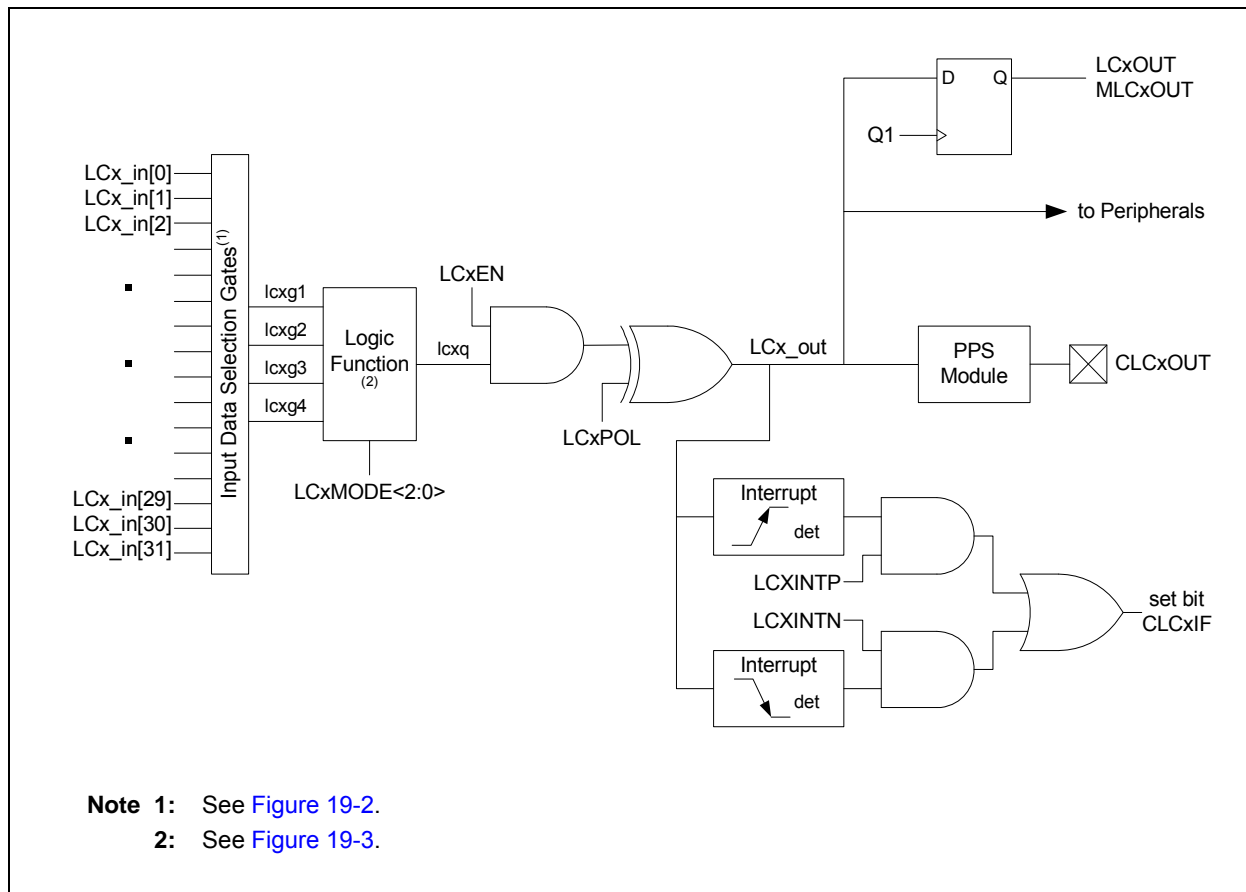 LCxOUT
MLCxOUT
D
Q
Q1
to Peripherals
LCx_in[0]
LCx_in[1]
LCx_in[2]
LCx_in[29]
LCx_in[30]
LCx_in[31]
Input Data Selection Gates(1)
lcxg1
lcxg2
lcxg3
lcxg4
Logic
Function
(2)
LCxMODE<2:0>
lcxq
LCxEN
LCxPOL
LCx_out
PPS
Module
CLCxOUT
Interrupt
det
LCXINTP
LCXINTN
Interrupt
det
set bit
CLCxIF
Note 1: See Figure 19-2.
2: See Figure 19-3.